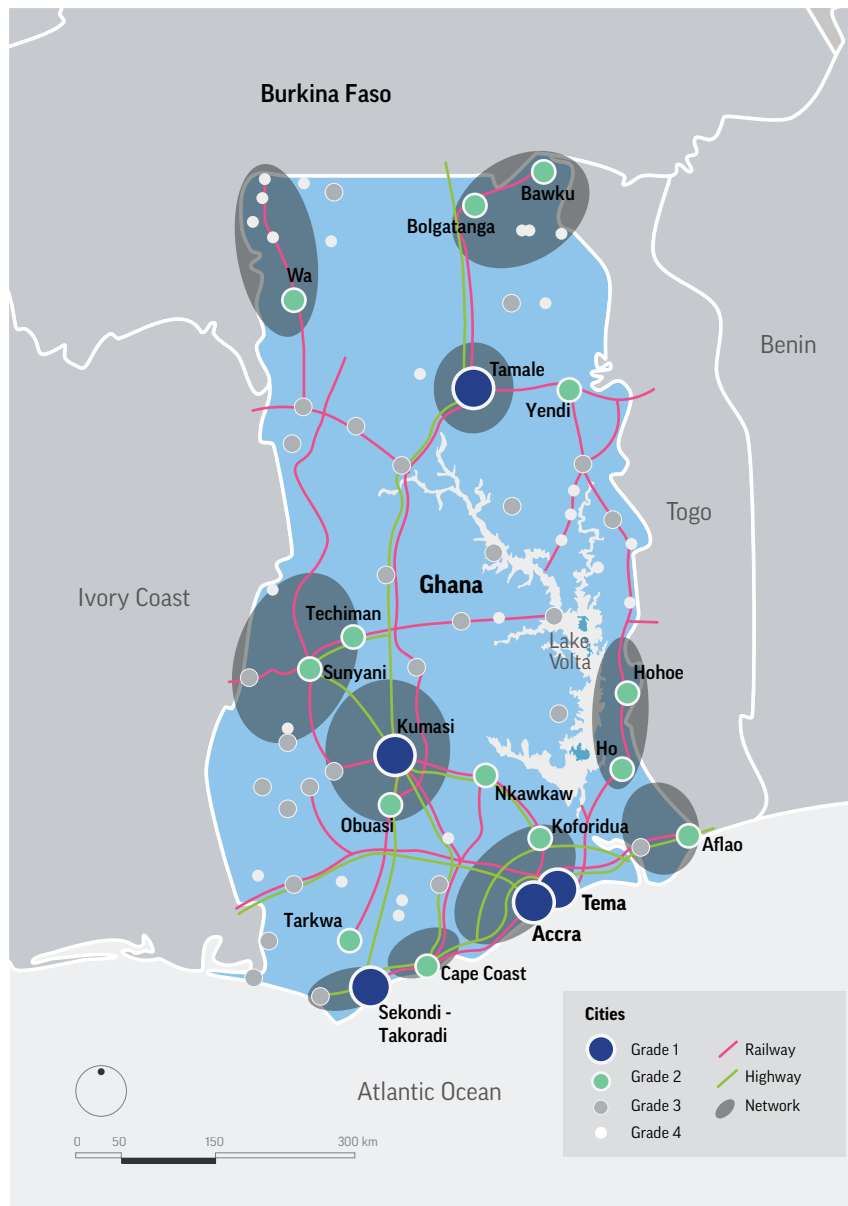 Burkina Faso
Bawku
Bolgatanga
Wa
Benin
Tamale
Yendi
Togo
Ghana
Ivory Coast
Techiman
Lake
Volta
Sunyani
Hohoe
Kumasi
Ho
Nkawkaw
Obuasi
Koforidua
Aflao
Tema
Tarkwa
Accra
Cape Coast
Sekondi -
Takoradi
Atlantic Ocean
Cities
Grade 1
Railway
Grade 2
Highway
Grade 3
Network
Grade 4
0 50 150 300 km